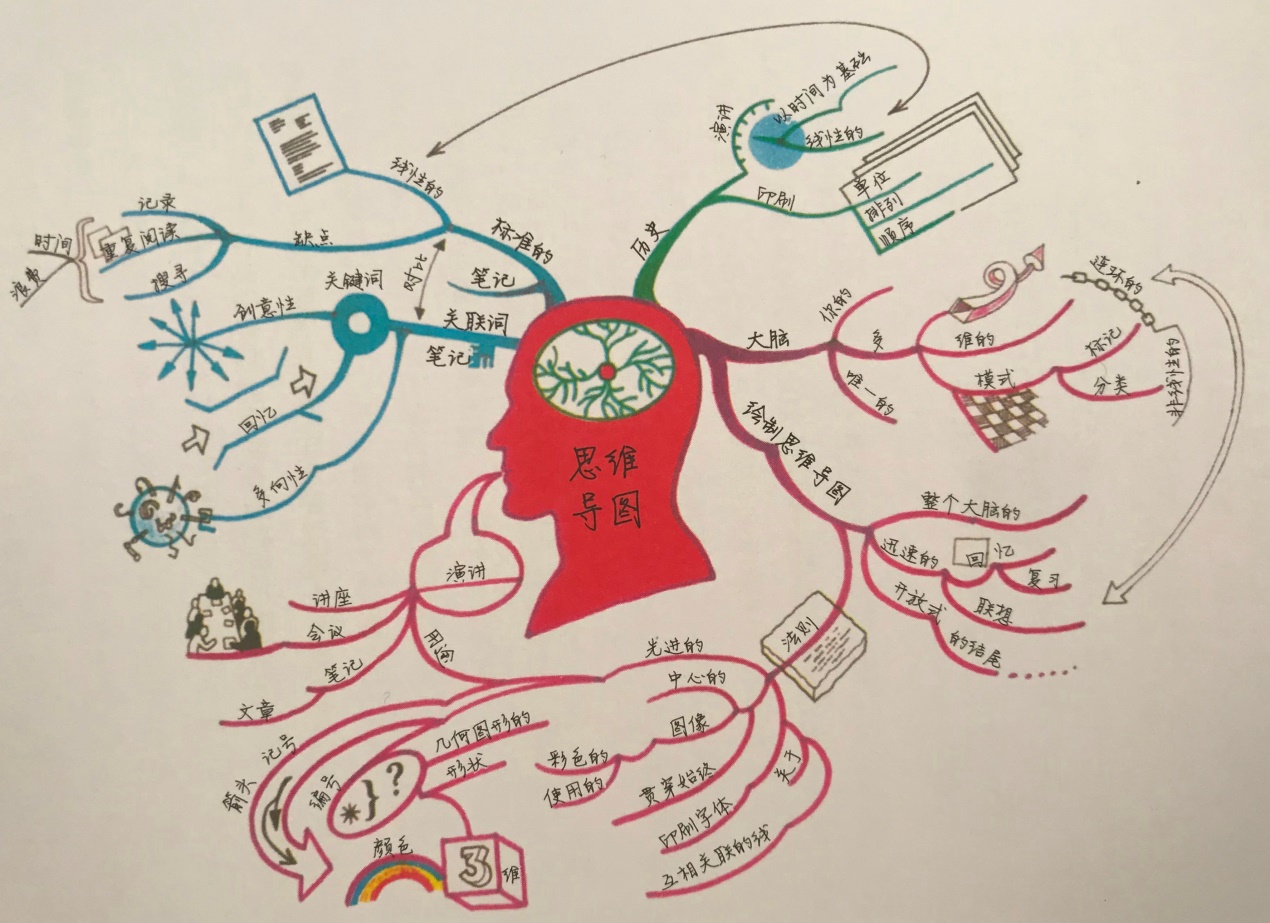 思维
导图
历史
演讲
以时间为基础
线性的
印刷
单位
排列
顺序
大脑
你的
唯一的
多
维的
模式
标记
分类
连环的
非线性的
绘制思维导图
整个大脑的
迅速的
回忆
复习
联想
开放式
的结尾
法则
先进的
中心的
图像
彩色的
使用的
贯穿始终
印刷字体
关于
互相关联的线
几何图形的
形状
记号
箭头
编号
*}?
颜色
3维
演讲
讲座
会议
笔记
文章
用词
关联词
笔记
关键词
创意性
回忆
多向性
对比
标准的
笔记
线性的
缺点
记录
重复阅读
搜寻
时间
浪费